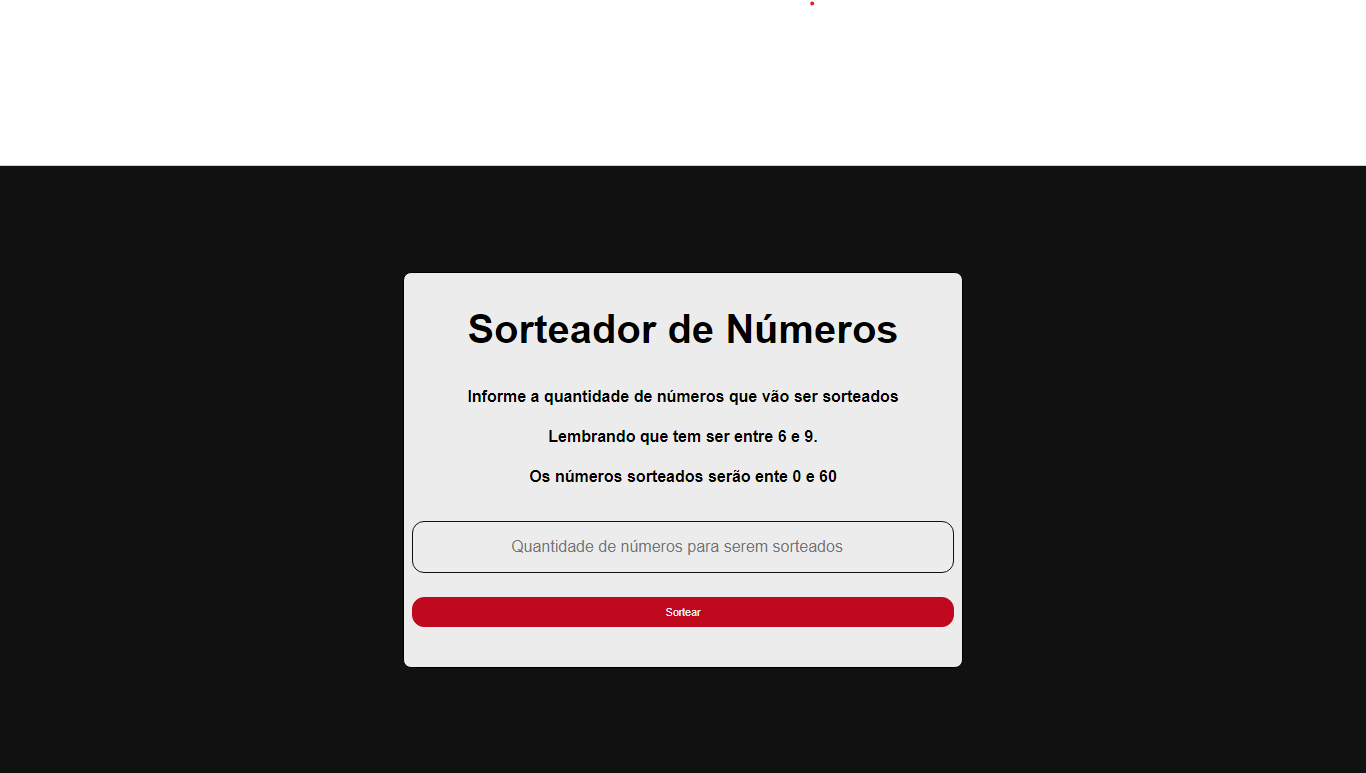 Sorteador de Números
Informe a quantidade de números que vão ser sorteados
Lembrando que tem ser entre 6 e 9.
Os números sorteados serão ente 0 e 60
Quantidade de números para serem sorteados
Sortear